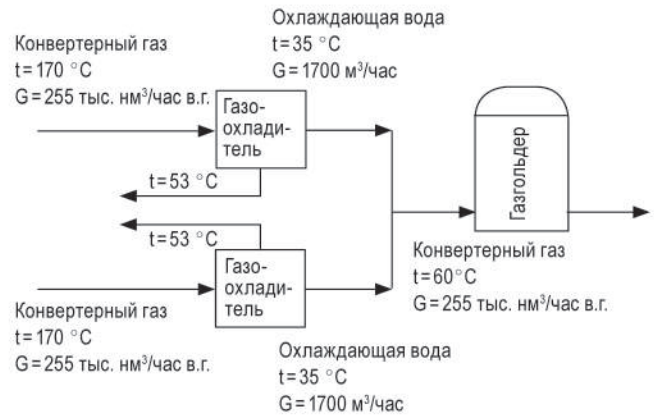 Охлаждающая вода
t=35 °C
G=1700 м³/час
Конвертерный газ
t=170 °C
G=255 тыс. нм³/час в.г.
Газо-
охлади-
тель
t=53 °C
Газгольдер
t=53 °C
Газо-
охлади-
тель
Конвертерный газ
t=60°C
G=255 тыс. нм³/час в.г.
Конвертерный газ
t=170 °C
G=255 тыс. нм³/час в.г.
Охлаждающая вода
t=35 °C
G=1700 м³/час